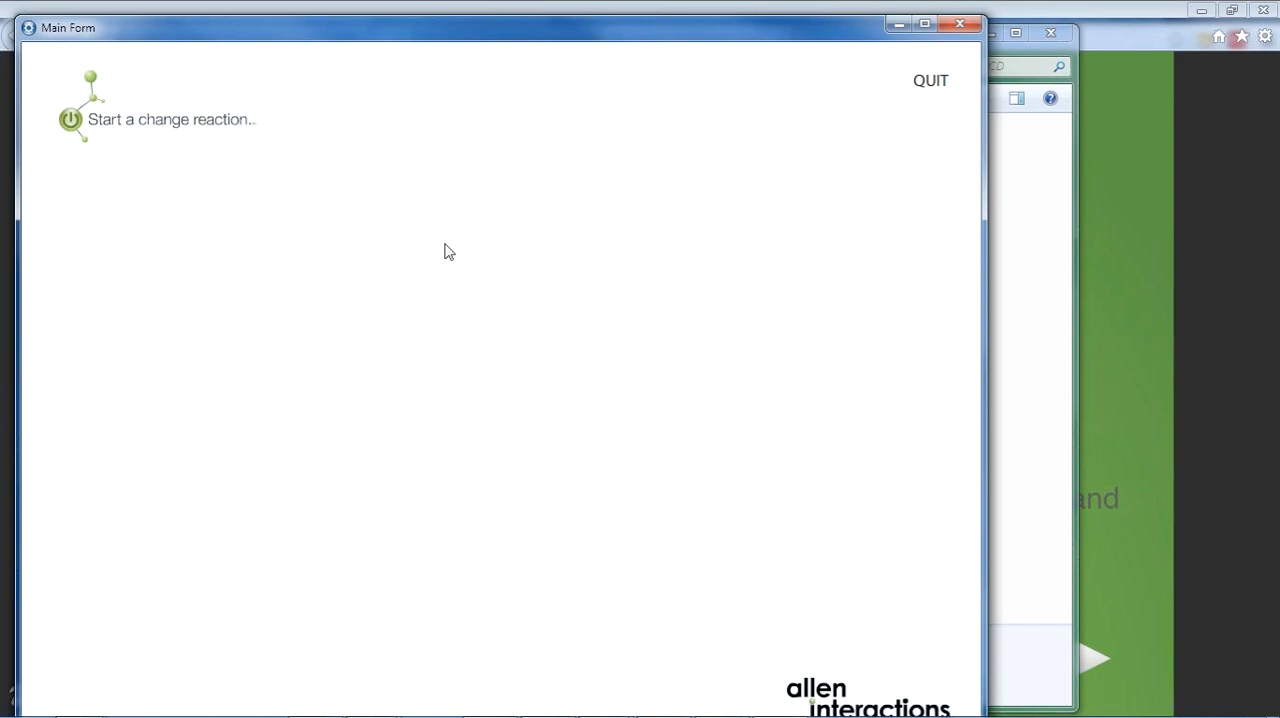 Main Form
QUIT
Start a change reaction..
and
allen
interactions